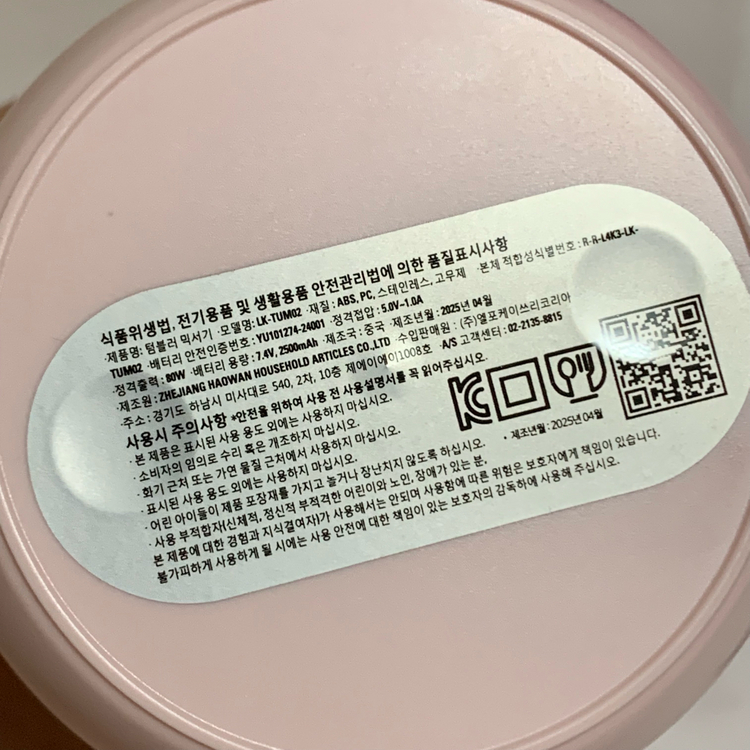 식품위생법, 전기용품 및 생활용품 안전관리법에 의한 품질표시사항
·제품명: 텀블러 믹서기 ·모델명: LK-TUM02 ·재질: ABS, PC, 스테인레스, 고무제 ·본체 적합성식별번호: R-R-L4K3-LK-
TUM02 ·배터리 안전인증번호: YU101274-24001 ·정격접압: 5.0V⎓1.0A
·정격출력: 80W ·배터리 용량: 7.4V, 2500mAh ·제조국: 중국 ·제조년월: 2025년 04월
·제조원: ZHEJIANG HAOWAN HOUSEHOLD ARTICLES CO.,LTD ·수입판매원: (주)엘포케이쓰리코리아
·주소: 경기도 하남시 미사대로 540, 2차, 10층 제에이에이1008호 ·A/S 고객센터: 02-2135-8815
사용시 주의사항 *안전을 위하여 사용 전 사용설명서를 꼭 읽어주십시오.
·본 제품은 표시된 사용 용도 외에는 사용하지 마십시오.
·소비자의 임의로 수리 혹은 개조하지 마십시오.
·화기 근처 또는 가연 물질 근처에서 사용하지 마십시오.
·표시된 사용 용도외에는 사용하지 마십시오.
·어린 아이들이 제품 포장재를 가지고 놀거나 장난치지 않도록 하십시오.
·사용 부적합자(신체적, 정신적 부적격한 어린이와 노인, 장애가 있는 분,
본 제품에 대한 경험과 지식결여자)가 사용해서는 안되며 사용함에 따른 위험은 보호자에게 책임이 있습니다.
불가피하게 사용하게 될 시에는 사용 안전에 대한 책임이 있는 보호자의 감독하에 사용해 주십시오.
KC
·제조년월: 2025년 04월